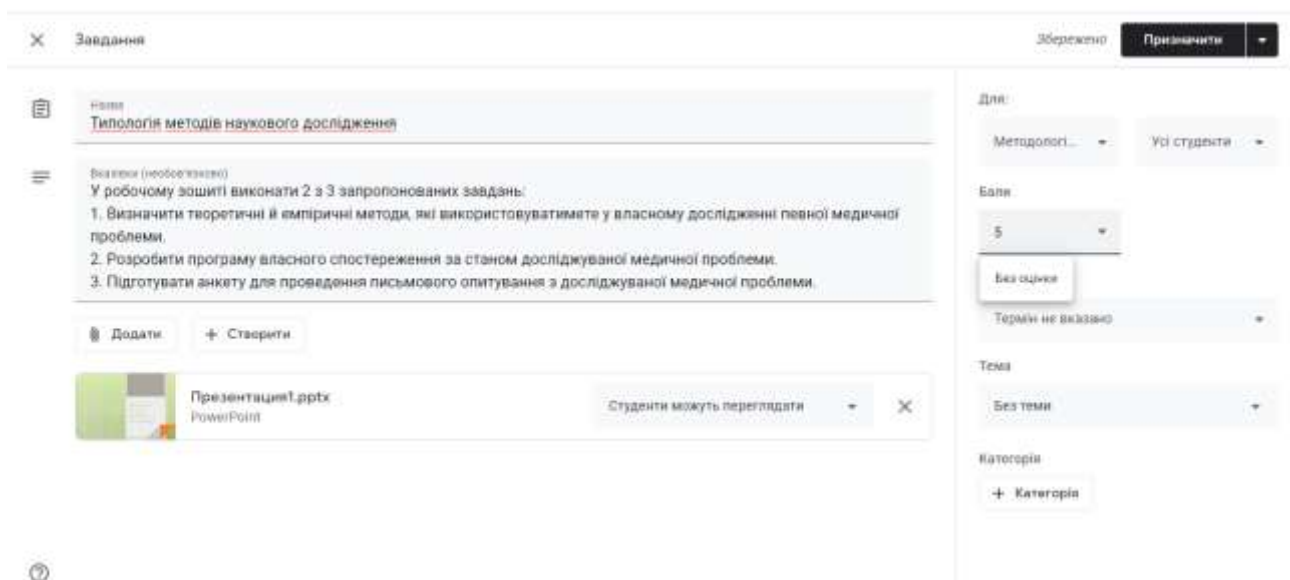 Завдання
Збережено
Призначити
Назва
Типологія методів наукового дослідження
Вказівки (необов'язково)
У робочому зошиті виконати 2 з 3 запропонованих завдань:
1. Визначити теоретичні й емпіричні методи, які використовуватимете у власному дослідженні певної медичної
проблеми.
2. Розробити програму власного спостереження за станом досліджуваної медичної проблеми.
3. Підготувати анкету для проведення письмового опитування з досліджуваної медичної проблеми.
Додати
+ Створити
Презентация1.pptx
PowerPoint
Студенти можуть переглядати
Для:
Методологі...
Усі студенти
Бали
5
Без оцінки
Термін не вказано
Тема
Без теми
Категорія
+ Категорія